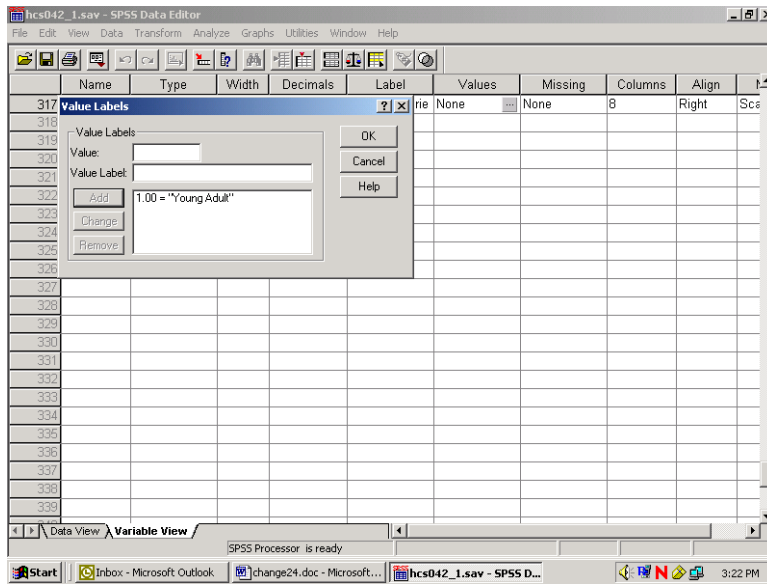 hcs042_1.sav - SPSS Data Editor
File Edit View Data Transform Analyze Graphs Utilities Window Help
Name Type Width Decimals Label Values Missing Columns Align
317 rie None ... None 8 Right Sca
Value Labels
318
319
320
321
322
323
324
325
326
Value Labels
Value:
Value Label:
Add
Change
Remove
1.00 = "Young Adult"
OK
Cancel
Help
327
328
329
330
331
332
333
334
335
336
337
338
339
Data View Variable View
SPSS Processor is ready
Start Inbox - Microsoft Outlook change24.doc - Microsoft... hcs042_1.sav - SPSS D... 3:22 PM